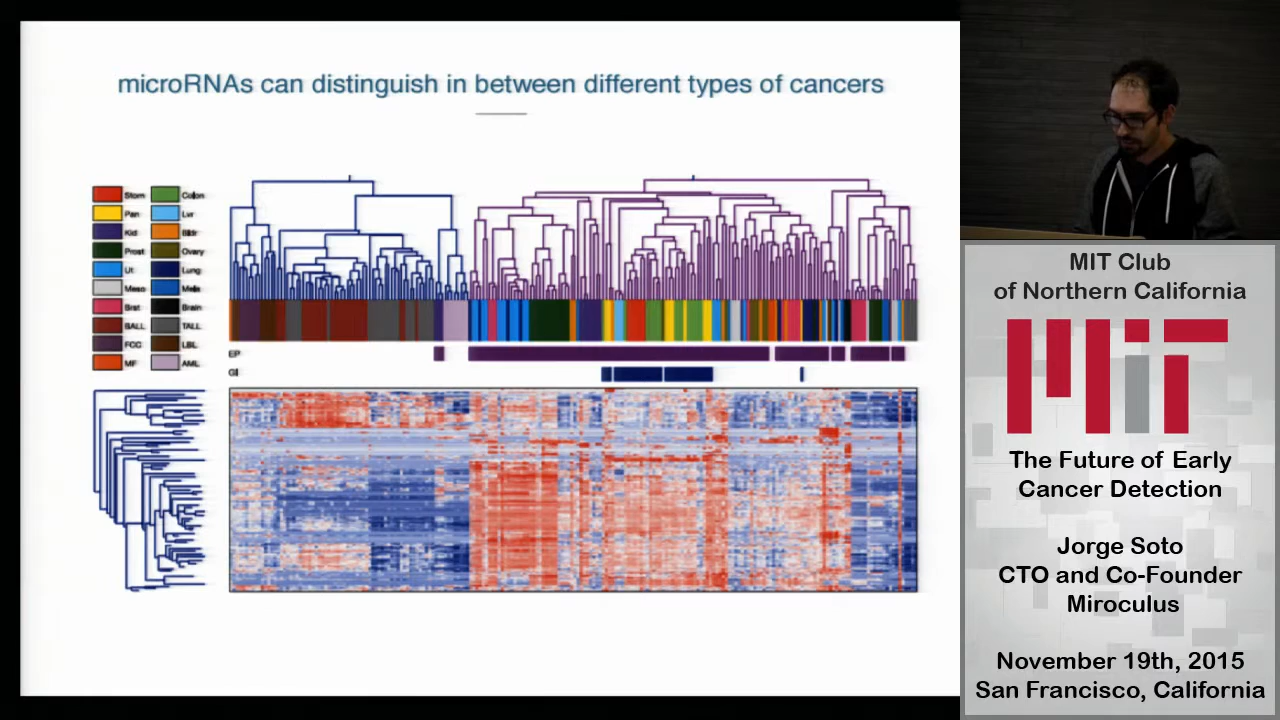 microRNAs can distinguish in between different types of cancers
Stom
Colon
Pan
Lvr
Kid
Bldr
Prost
Ovary
Ut
Lung
Meso
Mela
Brst
Brain
BALL
TALL
FCC
LBL
MF
AML
EP
GI
MIT Club
of Northern California
MIT
The Future of Early
Cancer Detection
Jorge Soto
CTO and Co-Founder
Miroculus
November 19th, 2015
San Francisco, California